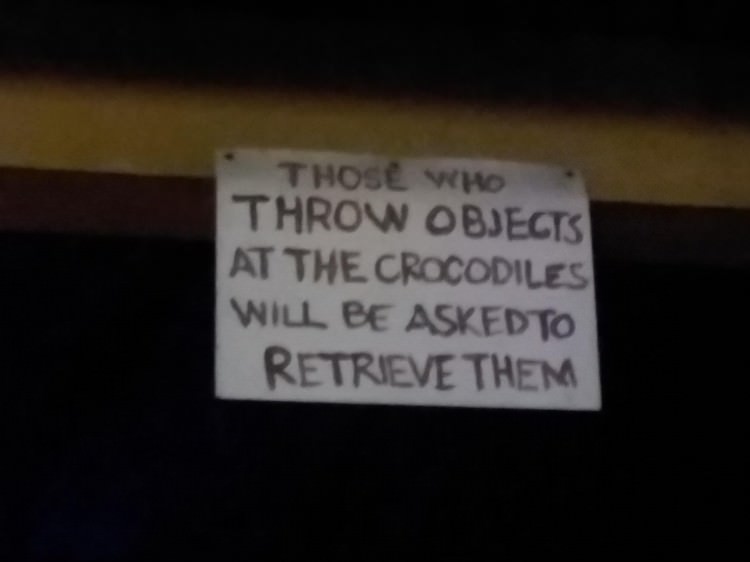 THOSE WHO
THROW OBJECTS
AT THE CROCODILES
WILL BE ASKED TO
RETRIEVE THEM